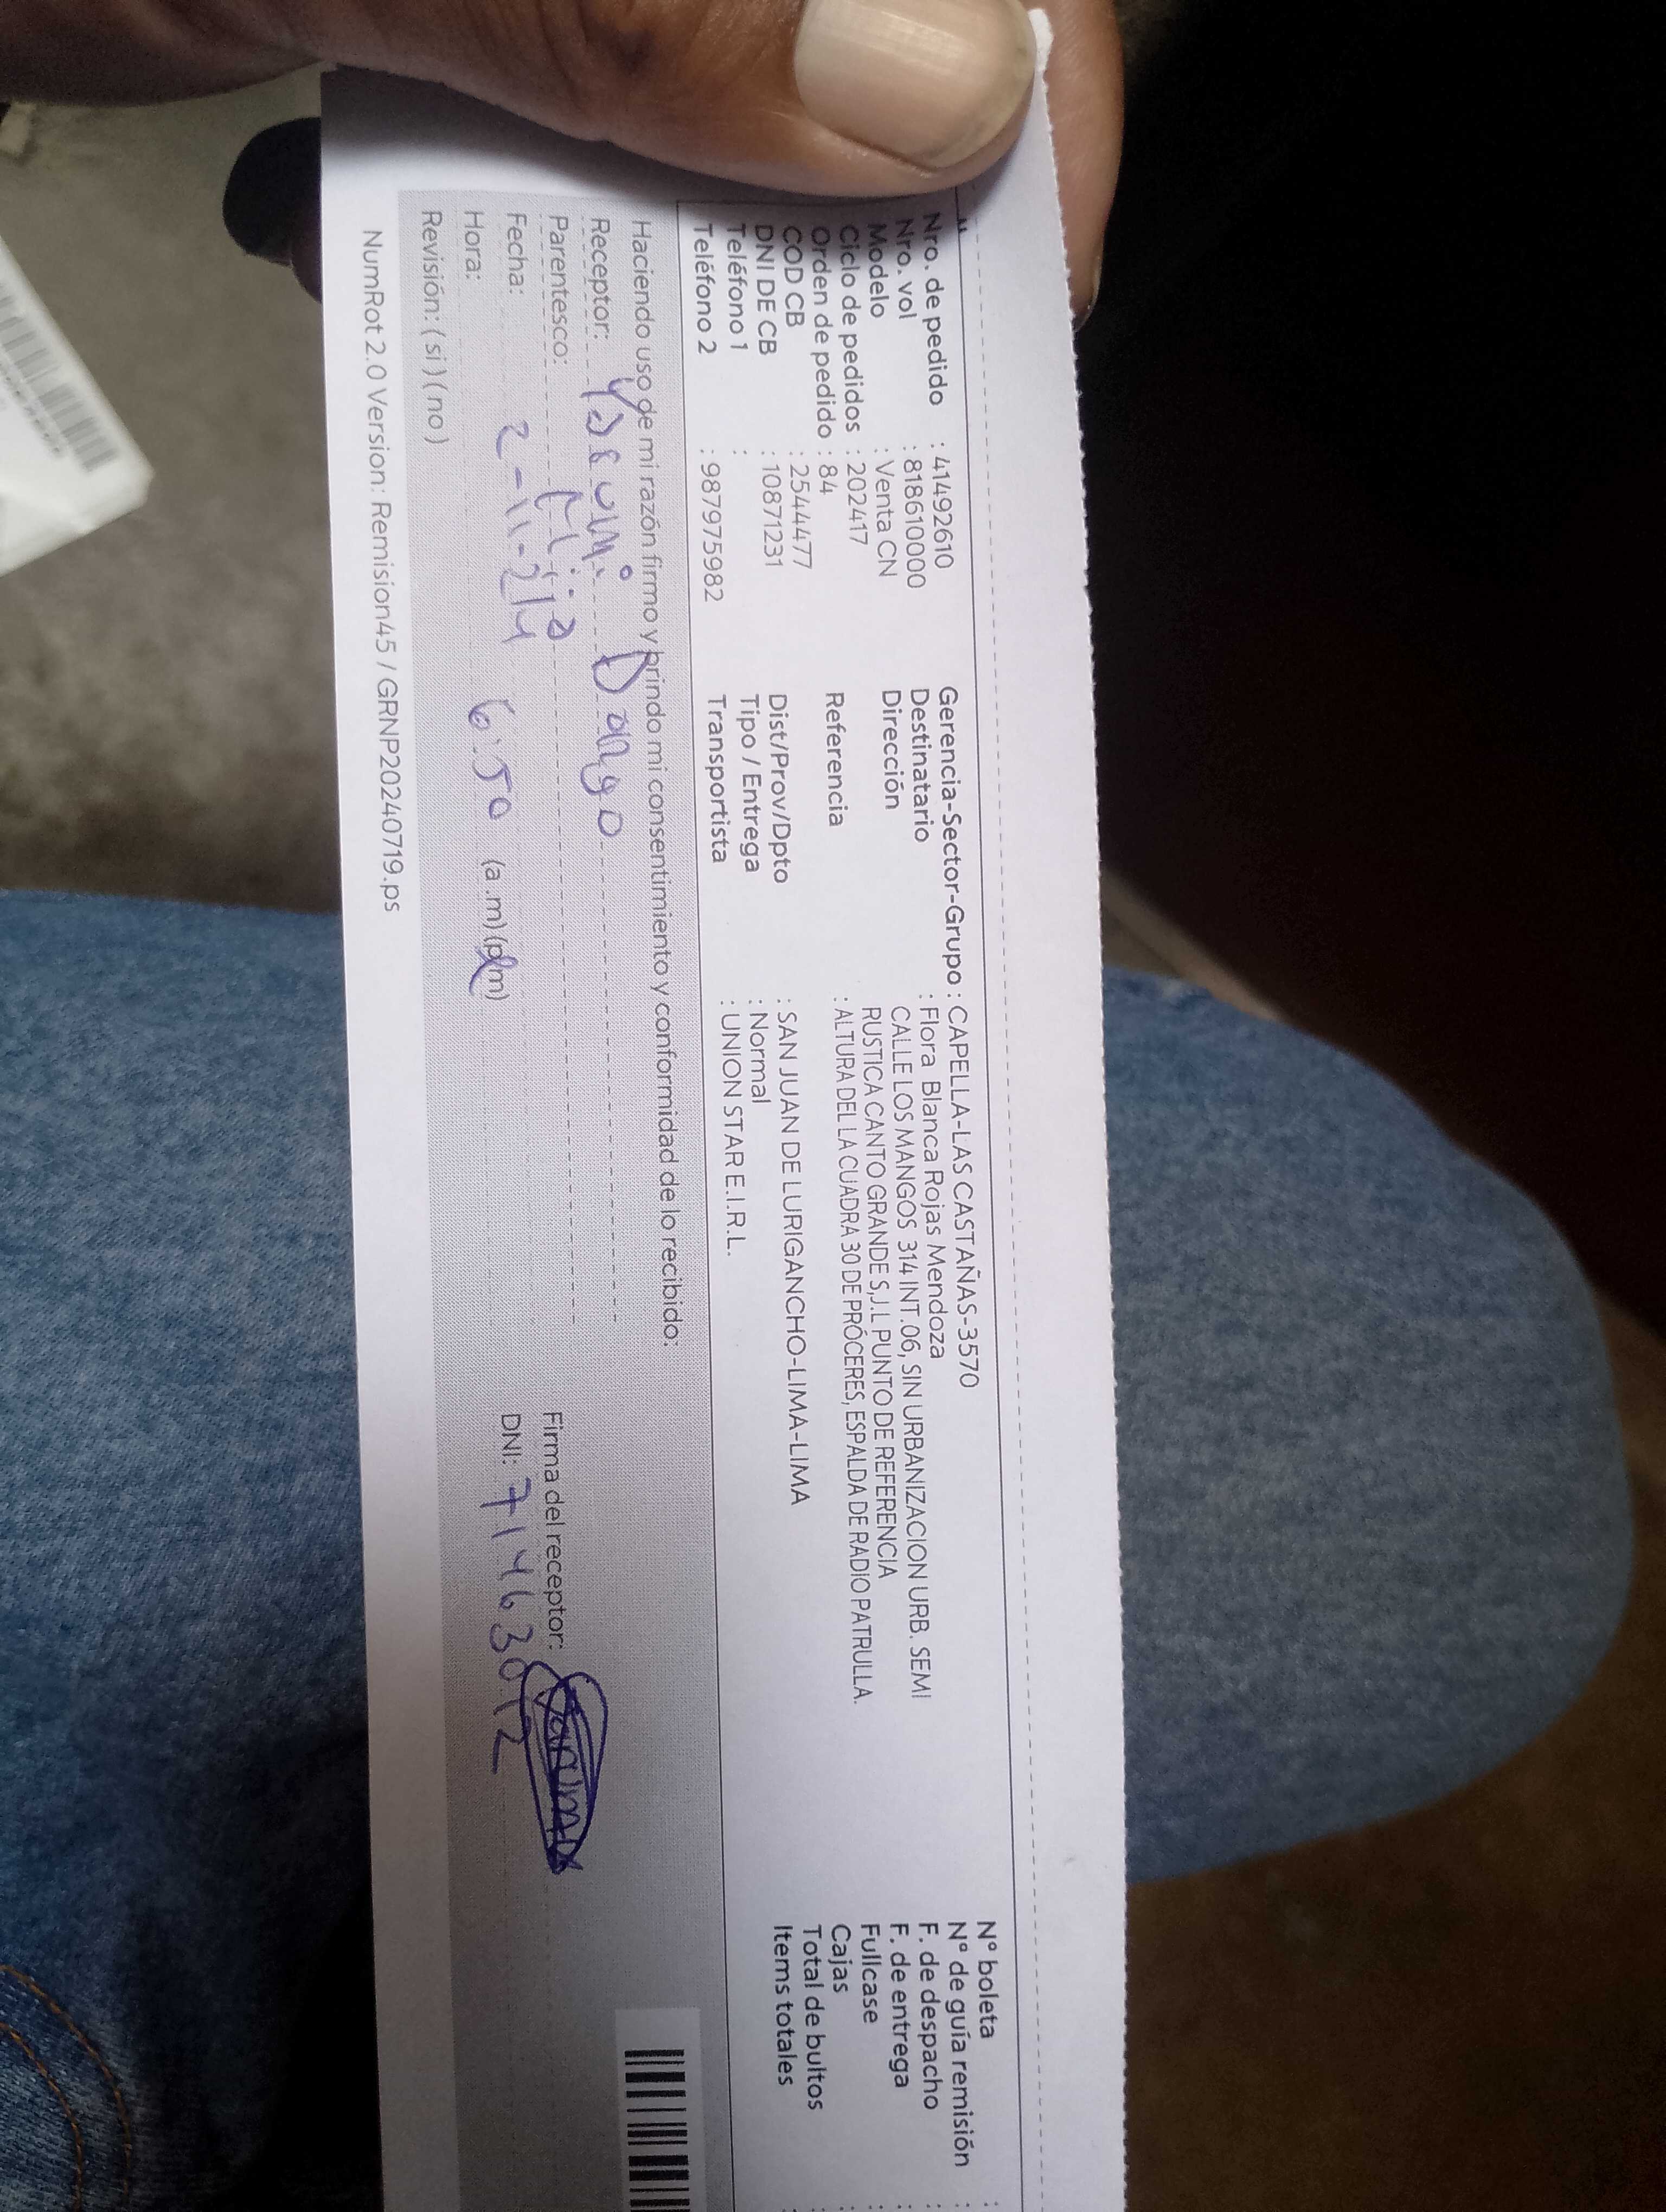 Nro. de pedido : 41492610
Nro. vol : 818610000
Modelo : Venta CN
Ciclo de pedidos : 202417
Orden de pedido : 84
COD CB : 2544477
DNI DE CB : 10871231
Teléfono 1 :
Teléfono 2 : 987975982
Gerencia-Sector-Grupo : CAPELLA-LAS CASTAÑAS-3570
Destinatario : Flora Blanca Rojas Mendoza
Dirección CALLE LOS MANGOS 314 INT.06, SIN URBANIZACION URB. SEMI
RUSTICA CANTO GRANDE S,J.L PUNTO DE REFERENCIA
Referencia : ALTURA DEL LA CUADRA 30 DE PRÓCERES, ESPALDA DE RADIO PATRULLA.
Dist/Prov/Dpto : SAN JUAN DE LURIGANCHO-LIMA-LIMA
Tipo / Entrega : Normal
Transportista : UNION STAR E.I.R.L.
N° boleta :
N° de guía remisión :
F. de despacho :
F. de entrega :
Fullcase :
Cajas :
Total de bultos :
Items totales :
Haciendo uso de mi razón firmo y brindo mi consentimiento y conformidad de lo recibido:
Receptor:
Parentesco: Hija
Fecha: 2-11-24
Hora: 6:50 (a.m)(p.m)
Revisión: ( si ) ( no )
Firma del receptor:
DNI: 71463012
NumRot 2.0 Version: Remision45 / GRNP20240719.ps